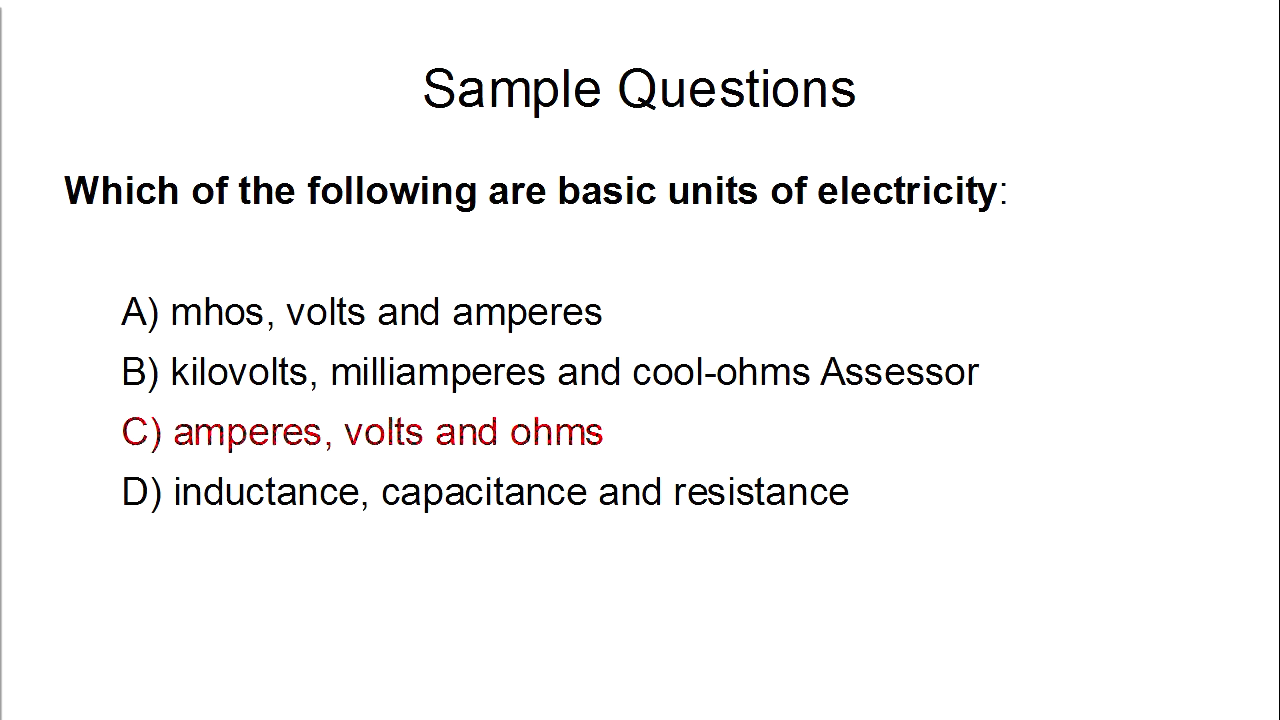 Sample Questions
Which of the following are basic units of electricity:
A) mhos, volts and amperes
B) kilovolts, milliamperes and cool-ohms Assessor
C) amperes, volts and ohms
D) inductance, capacitance and resistance